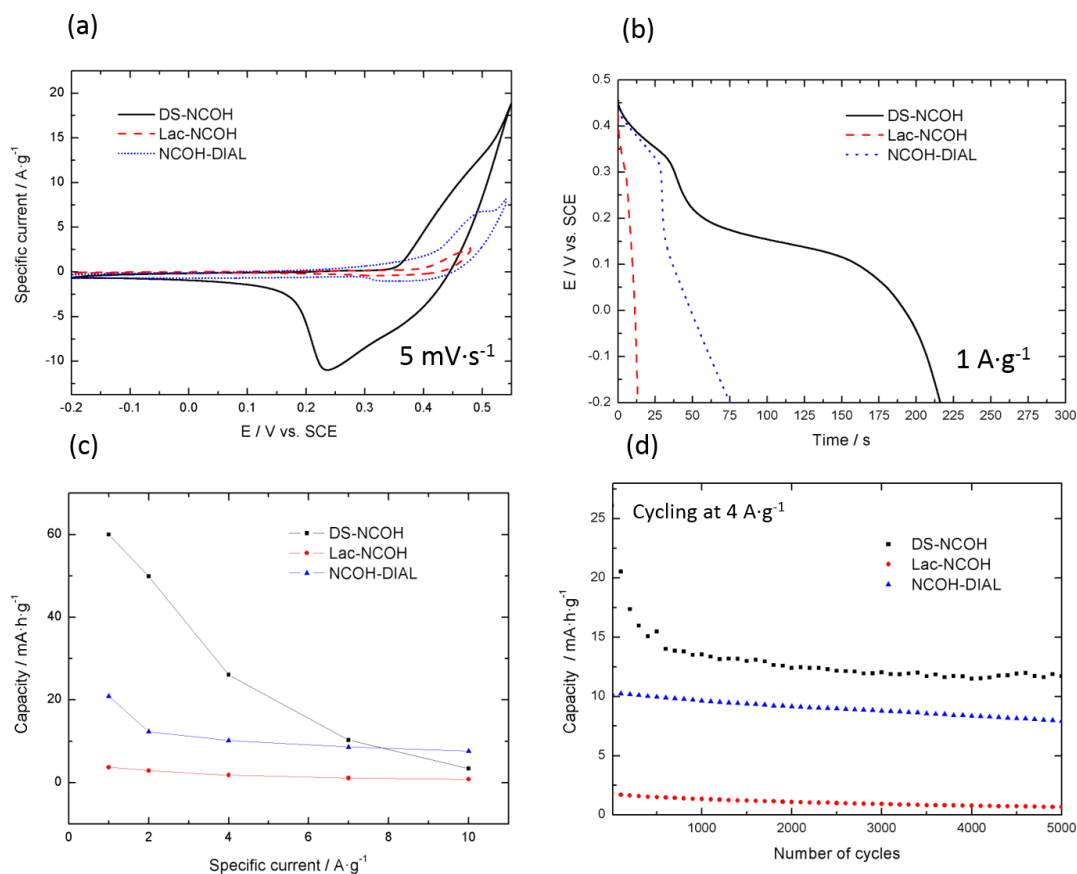 (a)
Specific current / A·g⁻¹
20
15
10
5
0
-5
-10
DS-NCOH
Lac-NCOH
NCOH-DIAL
5 mV·s⁻¹
-0.2 -0.1 0.0 0.1 0.2 0.3 0.4 0.5
E / V vs. SCE
(b)
E / V vs. SCE
0.5
0.4
0.3
0.2
0.1
0.0
-0.1
-0.2
DS-NCOH
Lac-NCOH
NCOH-DIAL
1 A·g⁻¹
0 25 50 75 100 125 150 175 200 225 250 275 300
Time / s
(c)
Capacity / mA·h·g⁻¹
60
40
20
0
DS-NCOH
Lac-NCOH
NCOH-DIAL
0 2 4 6 8 10
Specific current / A·g⁻¹
(d)
Capacity / mA·h·g⁻¹
25
20
15
10
5
0
Cycling at 4 A·g⁻¹
DS-NCOH
Lac-NCOH
NCOH-DIAL
1000 2000 3000 4000 5000
Number of cycles